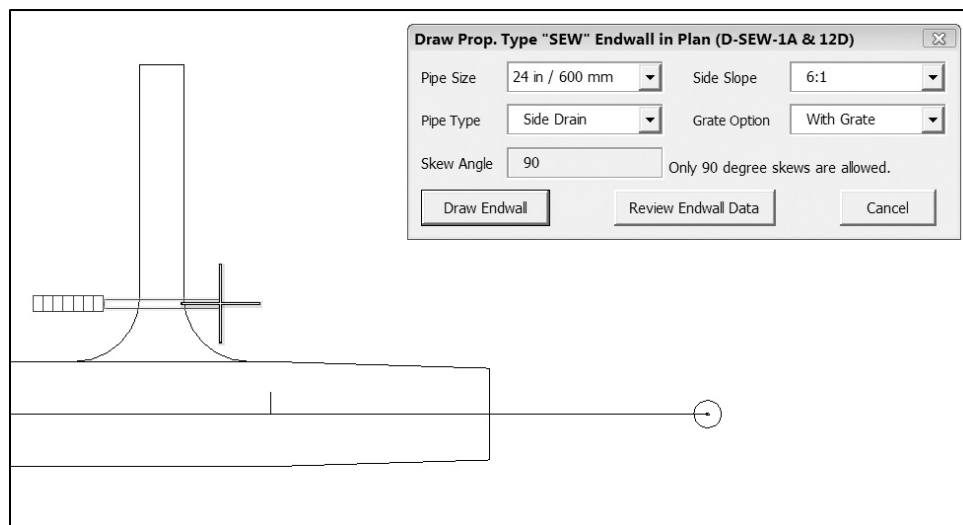 Draw Prop. Type "SEW" Endwall in Plan (D-SEW-1A & 12D)
Pipe Size 24 in / 600 mm Side Slope 6:1
Pipe Type Side Drain Grate Option With Grate
Skew Angle 90 Only 90 degree skews are allowed.
Draw Endwall Review Endwall Data Cancel